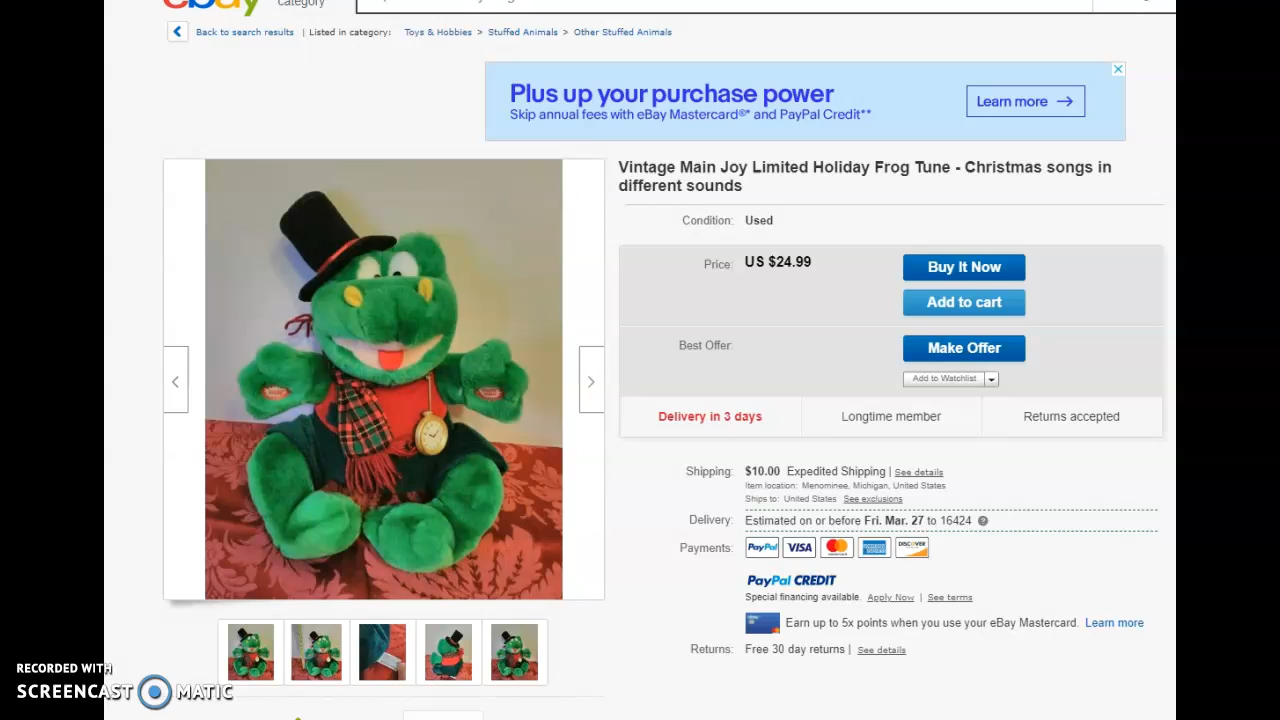 ebay
category
Back to search results | Listed in category: Toys & Hobbies > Stuffed Animals > Other Stuffed Animals
Plus up your purchase power
Skip annual fees with eBay Mastercard®* and PayPal Credit**
Learn more
Vintage Main Joy Limited Holiday Frog Tune - Christmas songs in
different sounds
Condition: Used
Price: US $24.99
Buy It Now
Add to cart
Best Offer:
Make Offer
Add to Watchlist
Delivery in 3 days
Longtime member
Returns accepted
Shipping: $10.00 Expedited Shipping | See details
Item location: Menominee, Michigan, United States
Ships to: United States See exclusions
Delivery: Estimated on or before Fri. Mar. 27 to 16424
Payments: PayPal VISA DISCOVER
PayPal CREDIT
Special financing available. Apply Now | See terms
Earn up to 5x points when you use your eBay Mastercard. Learn more
Returns: Free 30 day returns | See details
RECORDED WITH
SCREENCAST MATIC